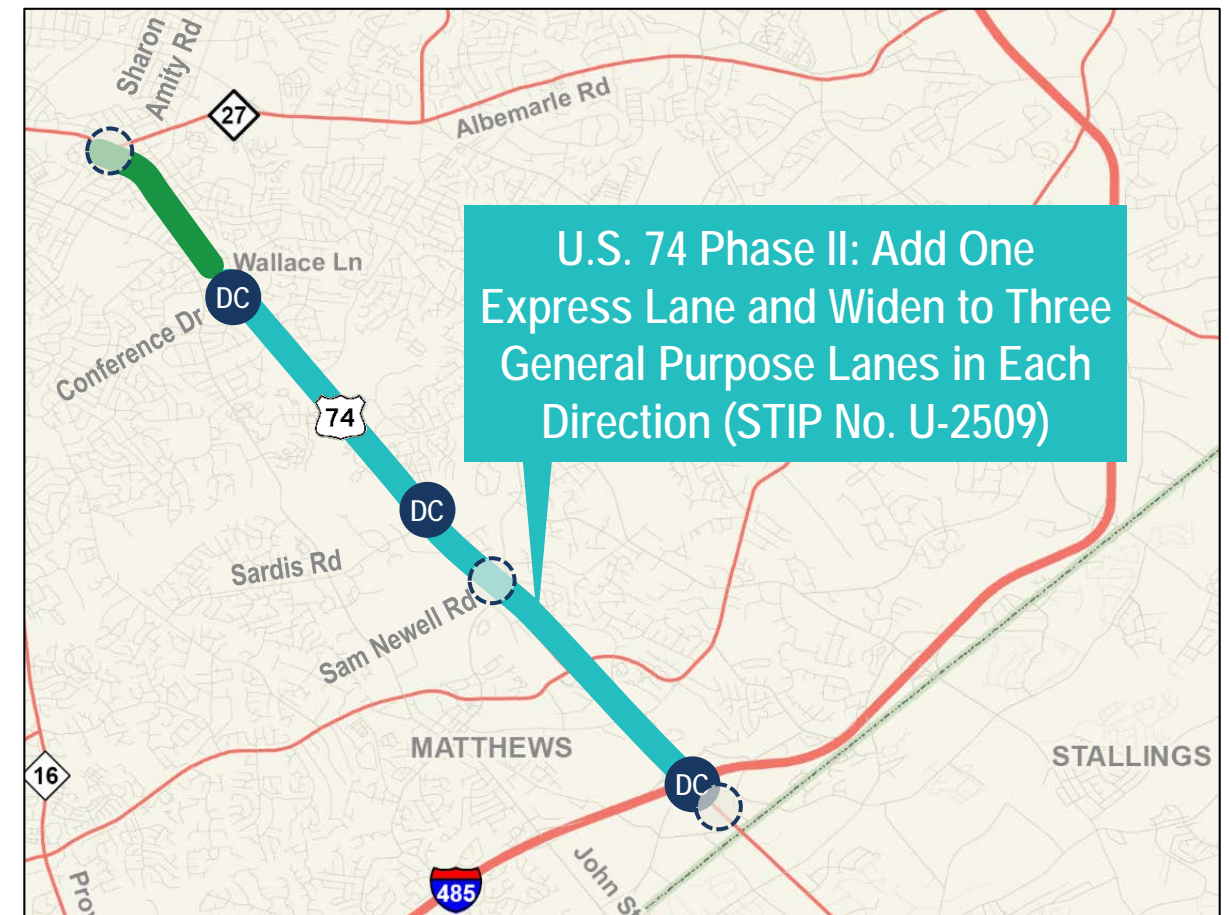 Sharon
Amity Rd
27
Albemarle Rd
U.S. 74 Phase II: Add One
Express Lane and Widen to Three
General Purpose Lanes in Each
Direction (STIP No. U-2509)
Wallace Ln
DC
Conference Dr
74
DC
Sardis Rd
Sam Newell Rd
MATTHEWS
STALLINGS
16
DC
485
John St